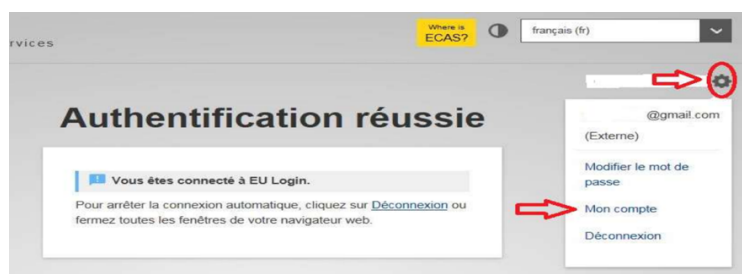 Where is
ECAS?
français (fr)
rvices
Authentification réussie
@gmail.com
(Externe)
Vous êtes connecté à EU Login.
Pour arrêter la connexion automatique, cliquez sur Déconnexion ou
fermez toutes les fenêtres de votre navigateur web.
Modifier le mot de
passe
Mon compte
Déconnexion